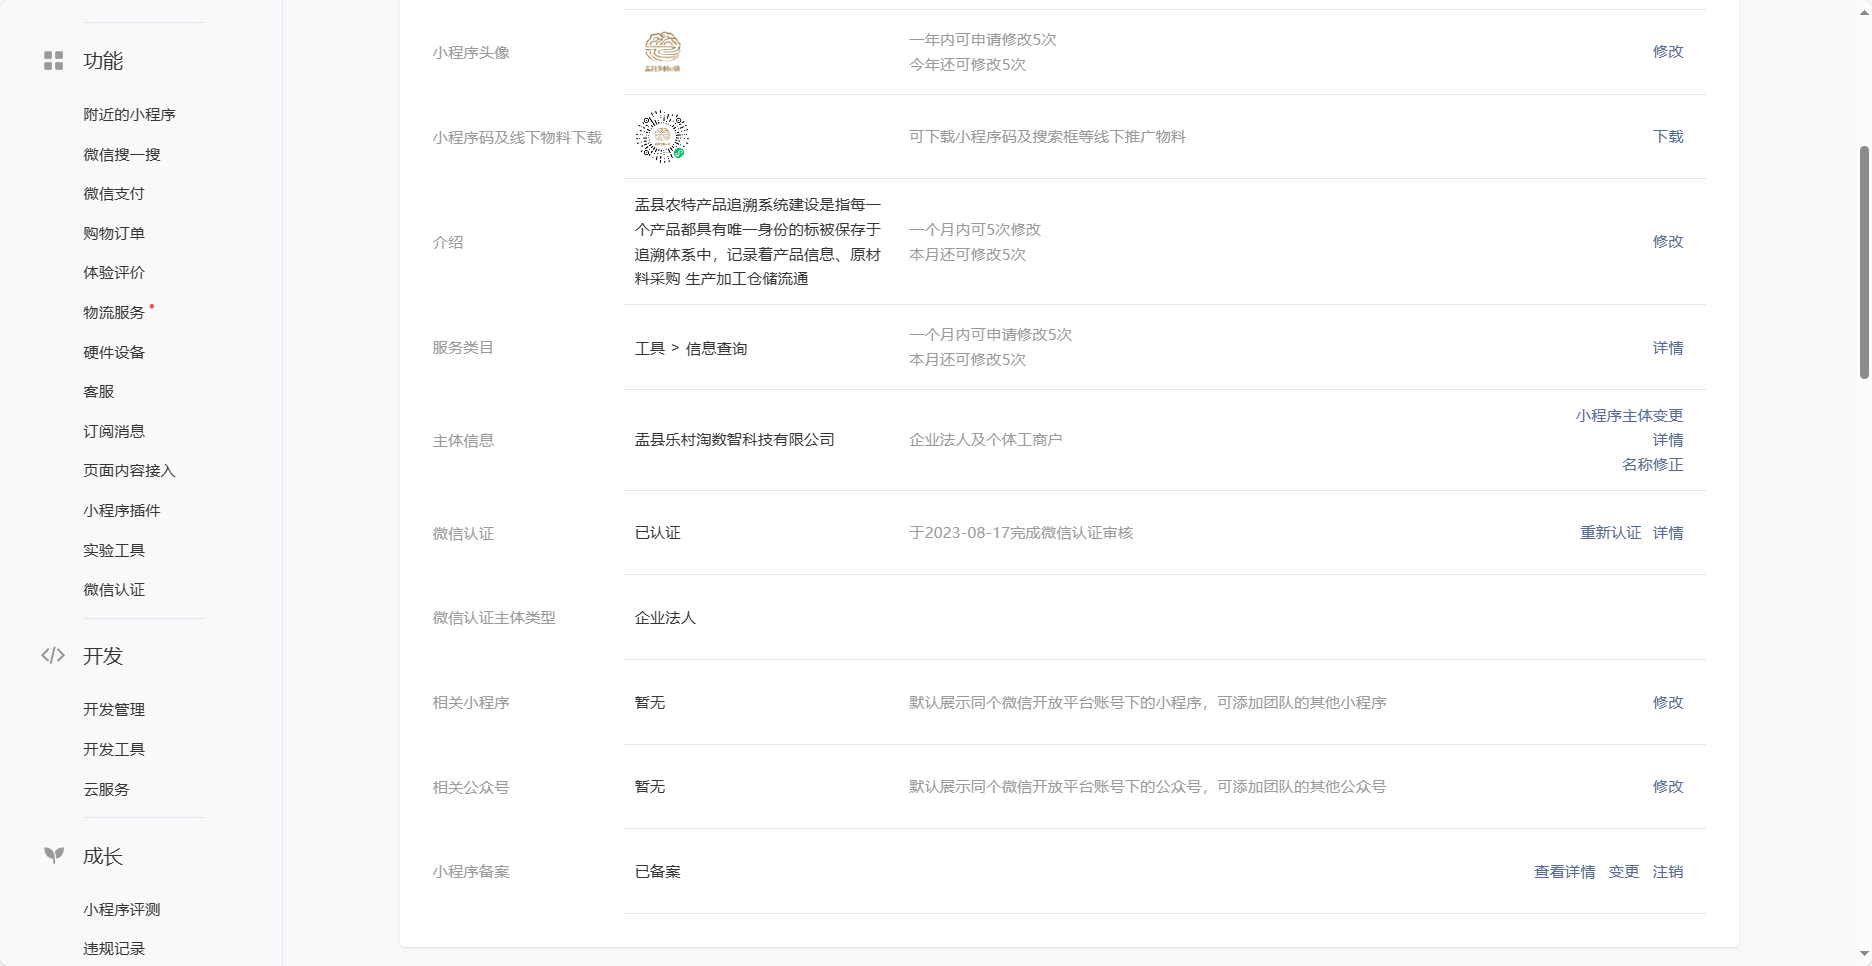 功能
附近的小程序
微信搜一搜
微信支付
购物订单
体验评价
物流服务
硬件设备
客服
订阅消息
页面内容接入
小程序插件
实验工具
微信认证
开发
开发管理
开发工具
云服务
成长
小程序评测
违规记录
小程序头像
一年内可申请修改5次
今年还可修改5次
修改
小程序码及线下物料下载
可下载小程序码及搜索框等线下推广物料
下载
介绍
盂县农特产品追溯系统建设是指每一
个产品都具有唯一身份的标被保存于
追溯体系中，记录着产品信息、原材
料采购 生产加工仓储流通
一个月内可5次修改
本月还可修改5次
修改
服务类目
工具 > 信息查询
一个月内可申请修改5次
本月还可修改5次
详情
主体信息
盂县乐村淘数智科技有限公司
企业法人及个体工商户
小程序主体变更
详情
名称修正
微信认证
已认证
于2023-08-17完成微信认证审核
重新认证 详情
微信认证主体类型
企业法人
相关小程序
暂无
默认展示同个微信开放平台账号下的小程序，可添加团队的其他小程序
修改
相关公众号
暂无
默认展示同个微信开放平台账号下的公众号，可添加团队的其他公众号
修改
小程序备案
已备案
查看详情 变更 注销